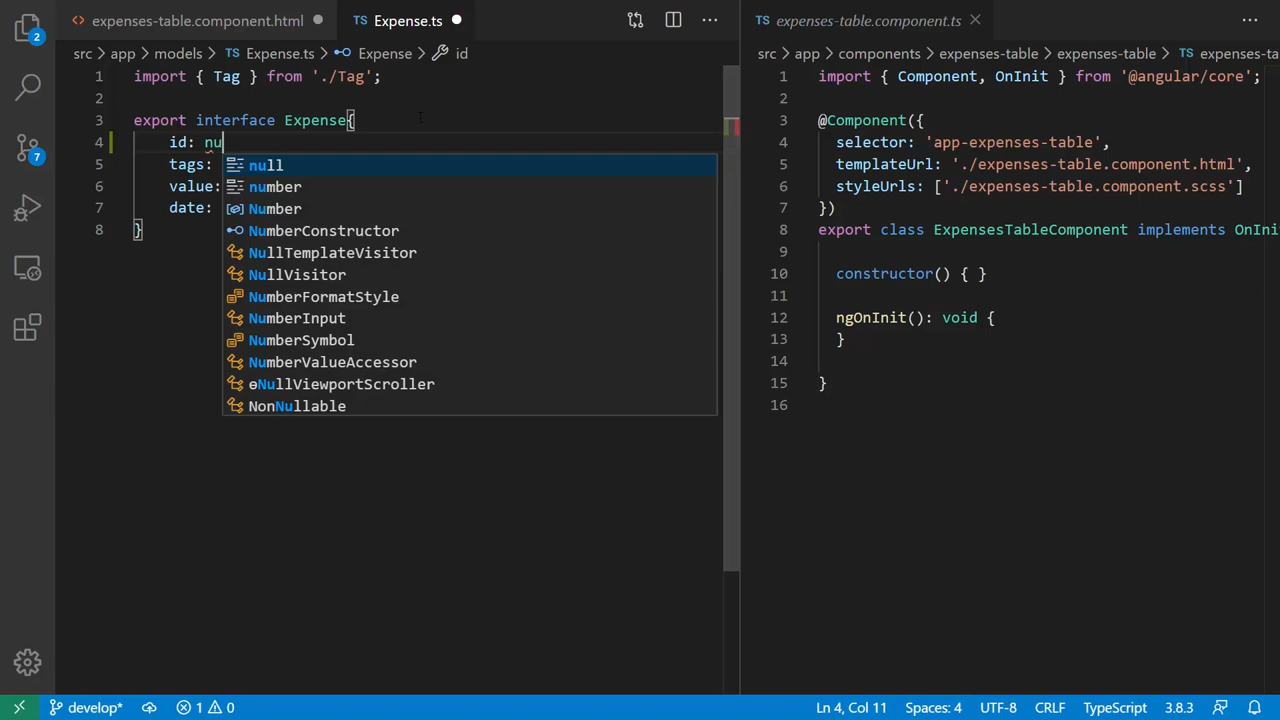 expenses-table.component.html
TS Expense.ts
src > app > models > TS Expense.ts > Expense > id
1 import { Tag } from './Tag';
2
3 export interface Expense{
4 id: nu
5 tags:
6 value:
7 date:
8 }
null
number
Number
NumberConstructor
NullTemplateVisitor
NullVisitor
NumberFormatStyle
NumberInput
NumberSymbol
NumberValueAccessor
ɵNullViewportScroller
NonNullable
TS expenses-table.component.ts
src > app > components > expenses-table > expenses-table > TS expenses-ta
1 import { Component, OnInit } from '@angular/core';
2
3 @Component({
4 selector: 'app-expenses-table',
5 templateUrl: './expenses-table.component.html',
6 styleUrls: ['./expenses-table.component.scss']
7 })
8 export class ExpensesTableComponent implements OnIni
9
10 constructor() { }
11
12 ngOnInit(): void {
13 }
14
15 }
16
2
7
develop*
1 0
Ln 4, Col 11
Spaces: 4
UTF-8
CRLF
TypeScript
3.8.3